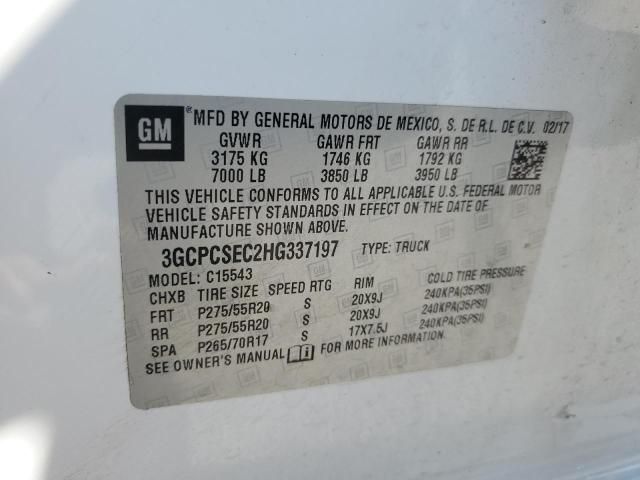 GM ® MFD BY GENERAL MOTORS DE MEXICO, S. DE R.L. DE C.V. 02/17
GVWR GAWR FRT GAWR RR
3175 KG 1746 KG 1792 KG
7000 LB 3850 LB 3950 LB
THIS VEHICLE CONFORMS TO ALL APPLICABLE U.S. FEDERAL MOTOR
VEHICLE SAFETY STANDARDS IN EFFECT ON THE DATE OF
MANUFACTURE SHOWN ABOVE.
3GCPCSEC2HG337197 TYPE: TRUCK
MODEL: C15543
CHXB TIRE SIZE SPEED RTG RIM COLD TIRE PRESSURE
FRT P275/55R20 S 20X9J 240KPA(35PSI)
RR P275/55R20 S 20X9J 240KPA(35PSI)
SPA P265/70R17 S 17X7.5J 240KPA(35PSI)
SEE OWNER'S MANUAL FOR MORE INFORMATION.